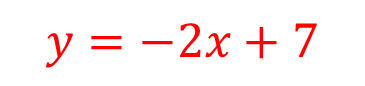 y = −2x + 7